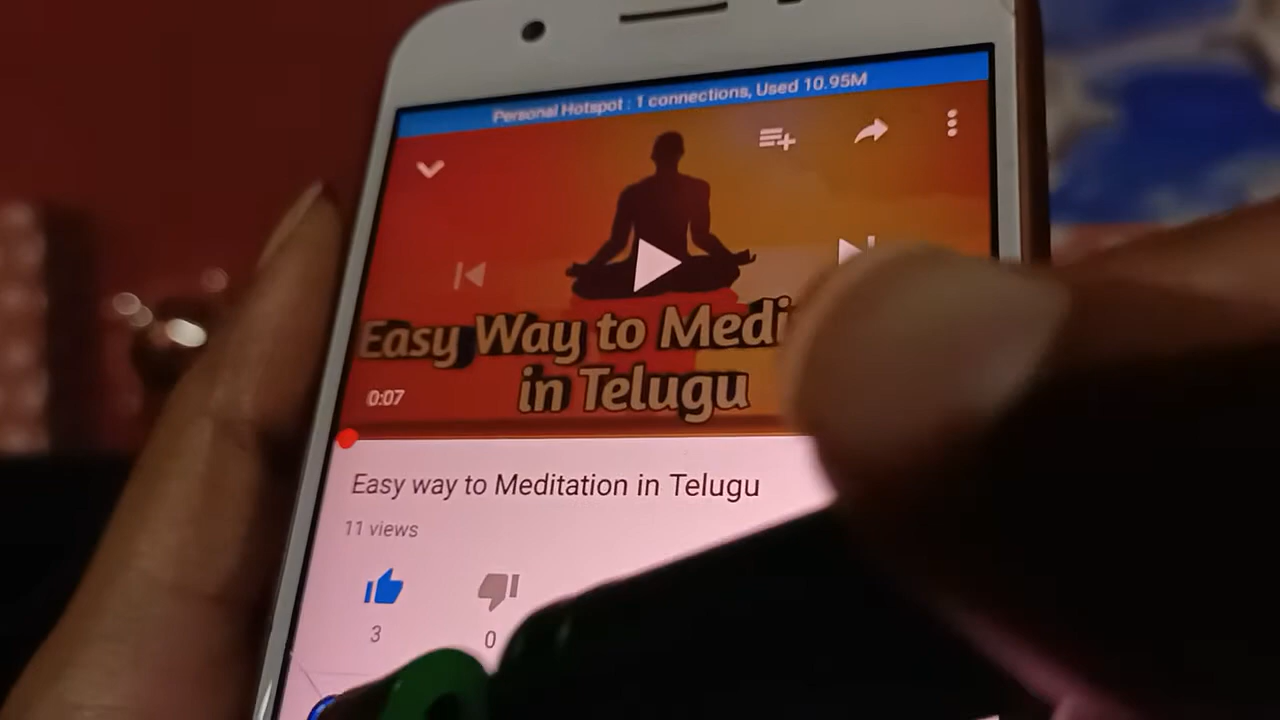 Personal Hotspot : 1 connections, Used 10.95M
Easy Way to Medi
in Telugu
0:07
Easy way to Meditation in Telugu
11 views
3
0